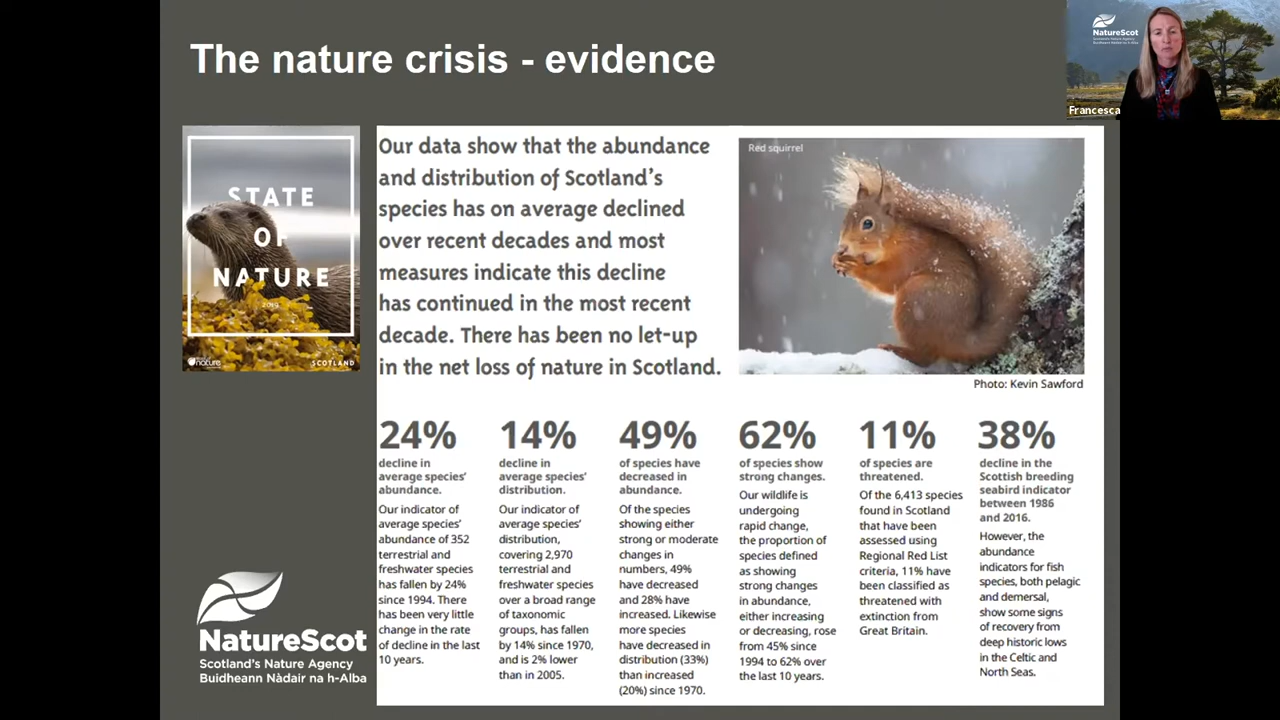 The nature crisis - evidence
NatureScot
Scotland's Nature Agency
Buidheann Nàdair na h-Alba
Francesca
STATE
OF
NATURE
2019
nature
SCOTLAND
Our data show that the abundance
and distribution of Scotland's
species has on average declined
over recent decades and most
measures indicate this decline
has continued in the most recent
decade. There has been no let-up
in the net loss of nature in Scotland.
Red squirrel
Photo: Kevin Sawford
24%
decline in
average species'
abundance.
Our indicator of
average species'
abundance of 352
terrestrial and
freshwater species
has fallen by 24%
since 1994. There
has been very little
change in the rate
of decline in the last
10 years.
14%
decline in
average species'
distribution.
Our indicator of
average species'
distribution,
covering 2,970
terrestrial and
freshwater species
over a broad range
of taxonomic
groups, has fallen
by 14% since 1970,
and is 2% lower
than in 2005.
49%
of species have
decreased in
abundance.
Of the species
showing either
strong or moderate
changes in
numbers, 49%
have decreased
and 28% have
increased. Likewise
more species
have decreased in
distribution (33%)
than increased
(20%) since 1970.
62%
of species show
strong changes.
Our wildlife is
undergoing
rapid change,
the proportion of
species defined
as showing
strong changes
in abundance,
either increasing
or decreasing, rose
from 45% since
1994 to 62% over
the last 10 years.
11%
of species are
threatened.
Of the 6,413 species
found in Scotland
that have been
assessed using
Regional Red List
criteria, 11% have
been classified as
threatened with
extinction from
Great Britain.
38%
decline in the
Scottish breeding
seabird indicator
between 1986
and 2016.
However, the
abundance
indicators for fish
species, both pelagic
and demersal,
show some signs
of recovery from
deep historic lows
in the Celtic and
North Seas.
NatureScot
Scotland's Nature Agency
Buidheann Nàdair na h-Alba